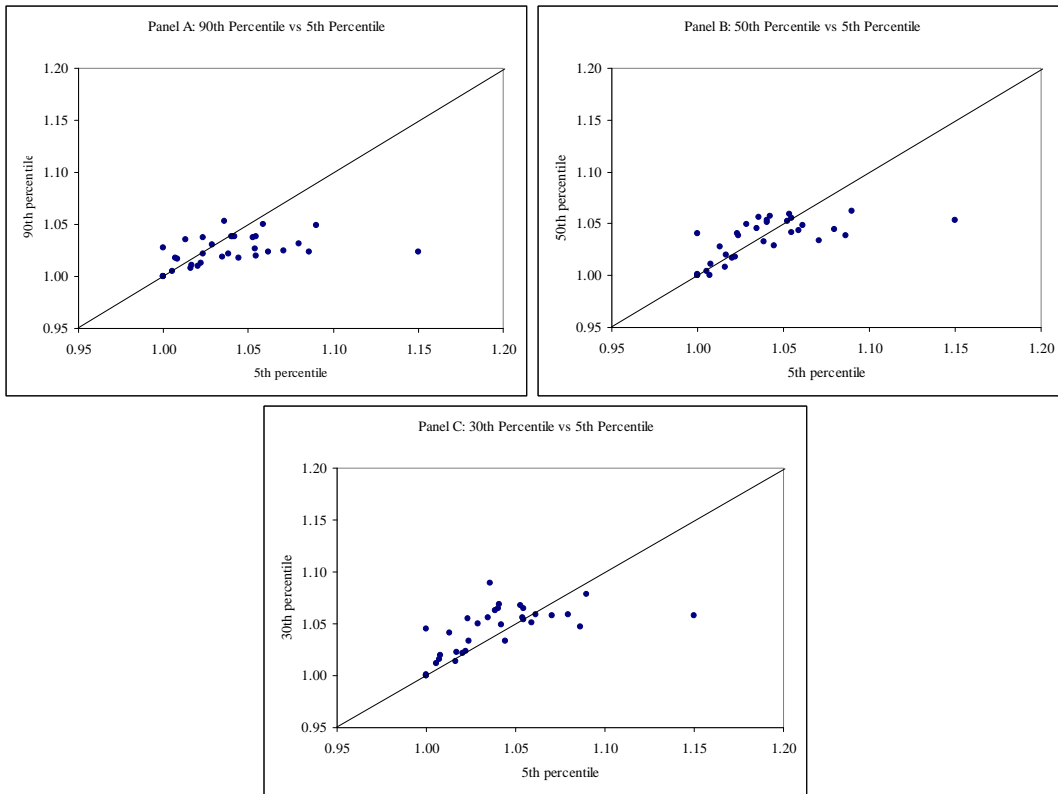 Panel A: 90th Percentile vs 5th Percentile
1.20
1.15
1.10
1.05
1.00
0.95
90th percentile
0.95 1.00 1.05 1.10 1.15 1.20
5th percentile
Panel B: 50th Percentile vs 5th Percentile
1.20
1.15
1.10
1.05
1.00
0.95
50th percentile
0.95 1.00 1.05 1.10 1.15 1.20
5th percentile
Panel C: 30th Percentile vs 5th Percentile
1.20
1.15
1.10
1.05
1.00
0.95
30th percentile
0.95 1.00 1.05 1.10 1.15 1.20
5th percentile